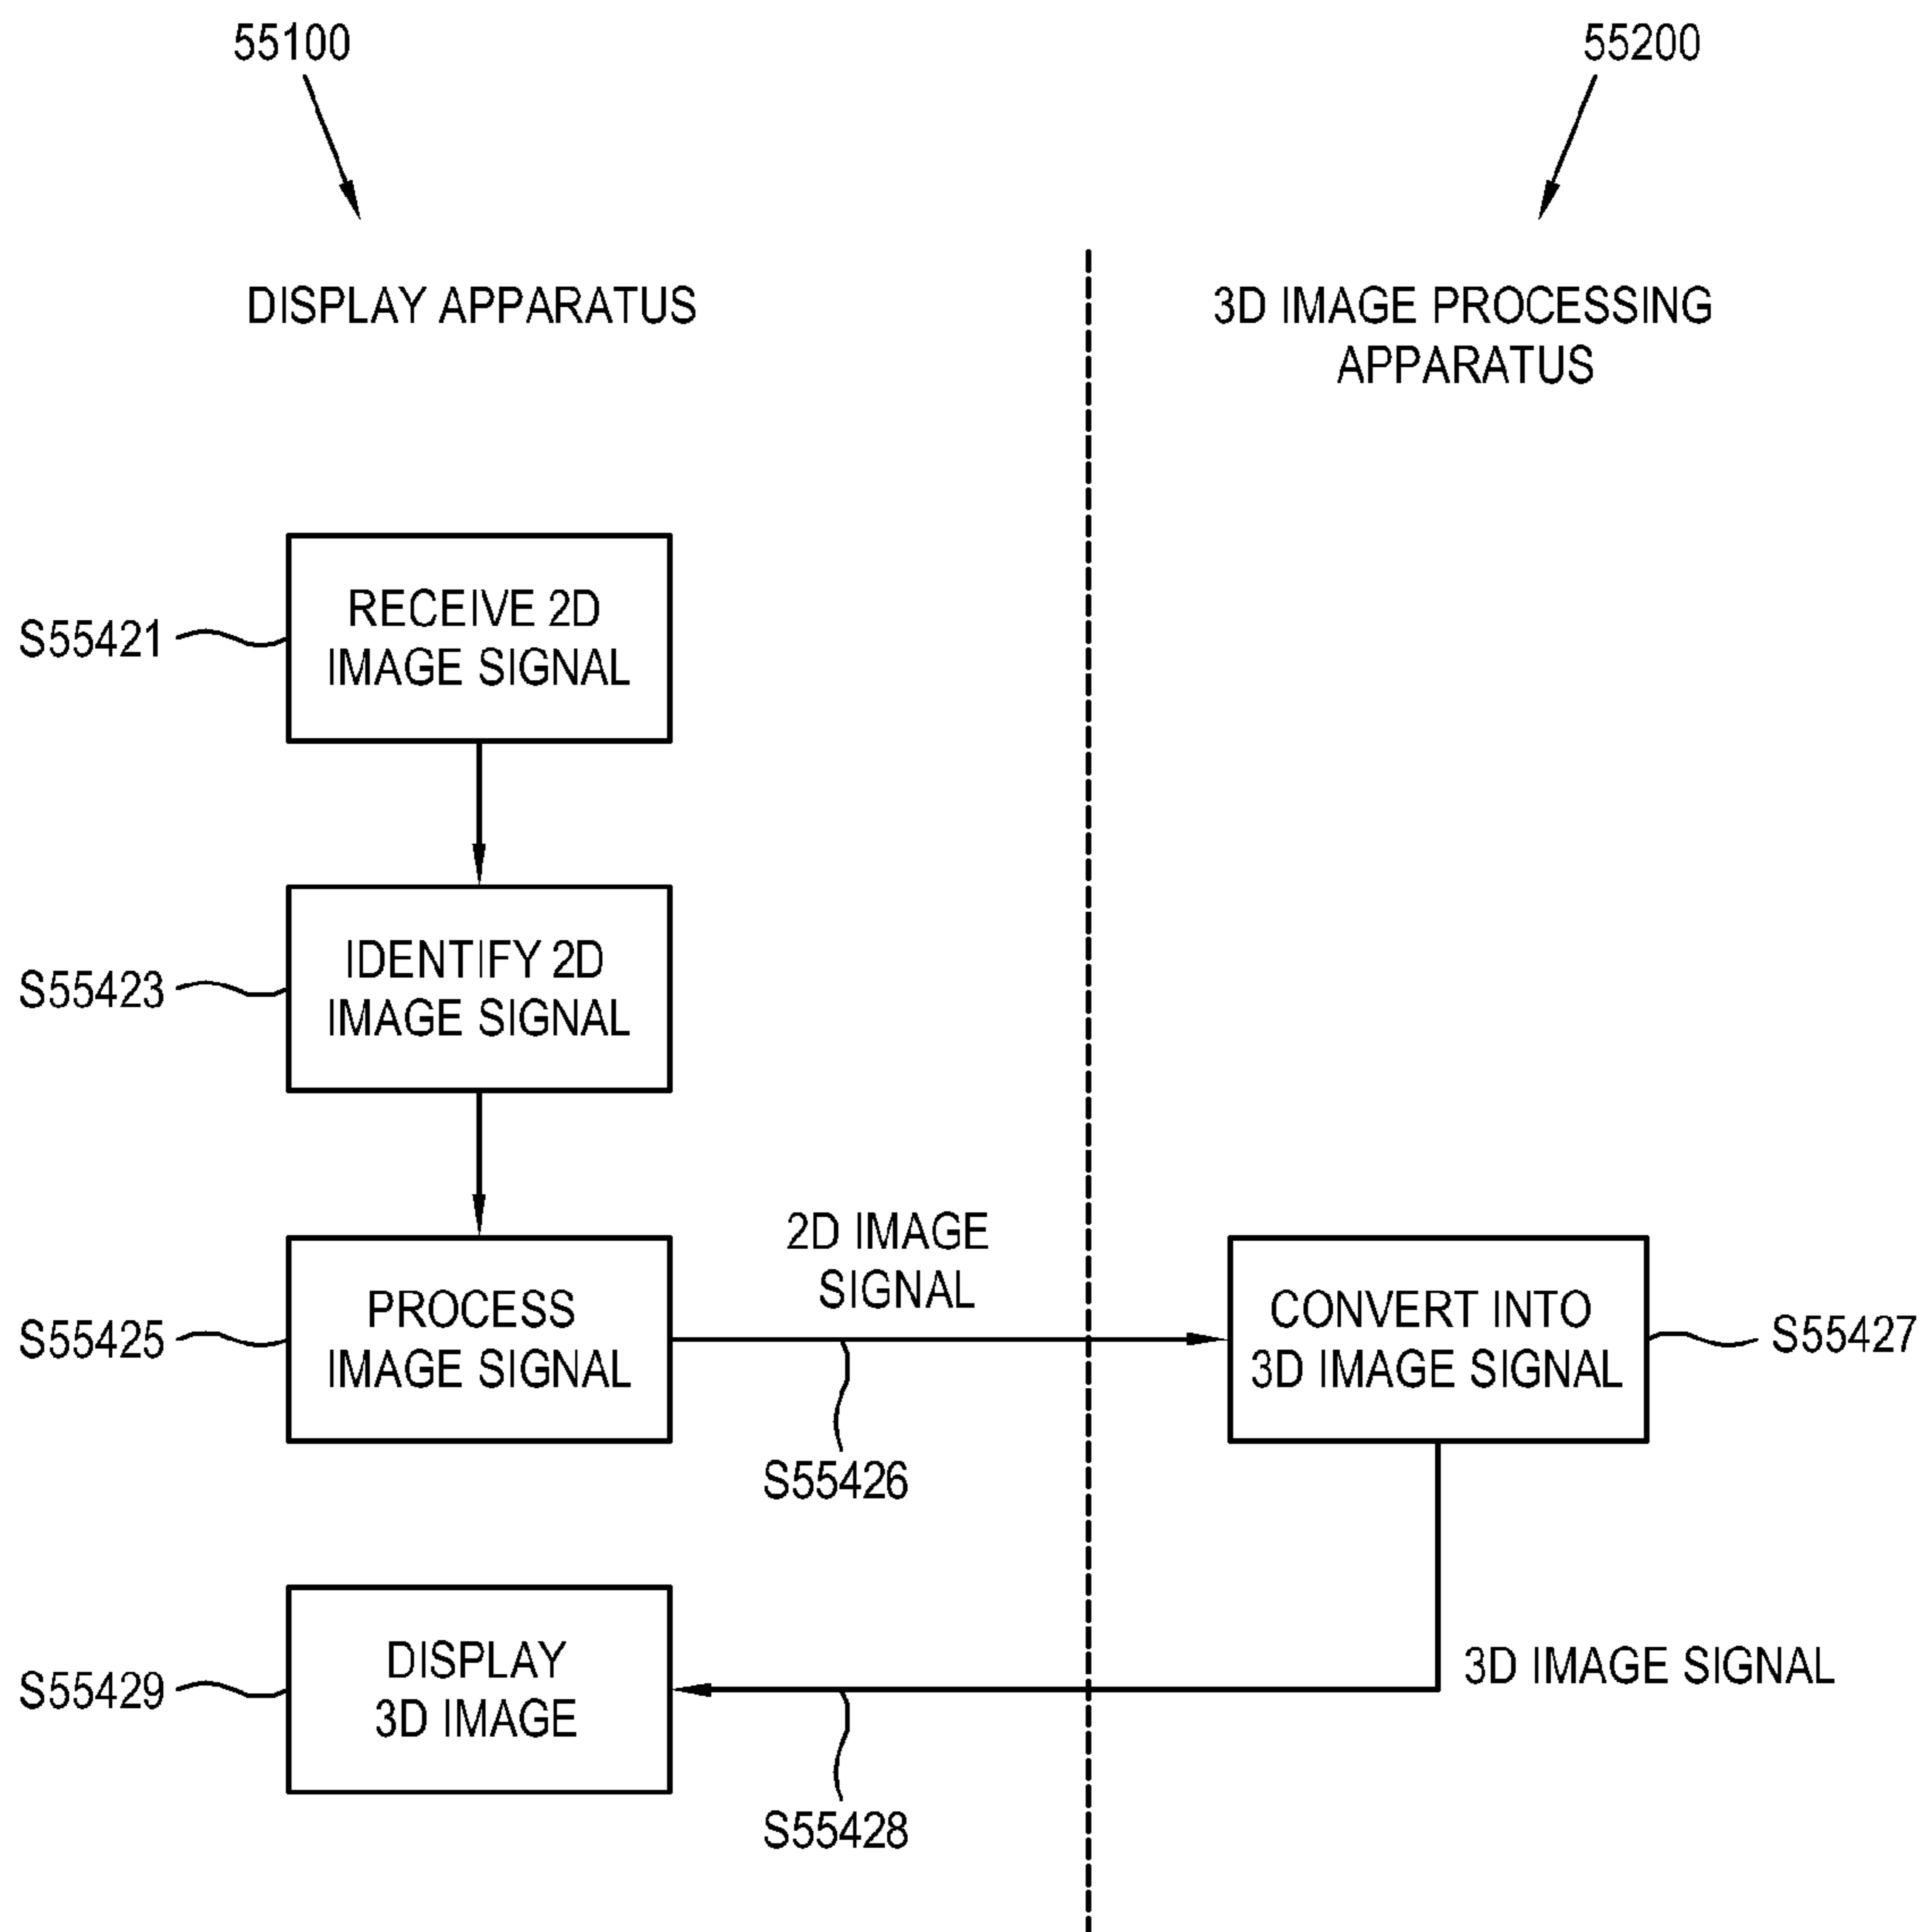 55100
55200
DISPLAY APPARATUS
3D IMAGE PROCESSING
APPARATUS
S55421
RECEIVE 2D
IMAGE SIGNAL
S55423
IDENTIFY 2D
IMAGE SIGNAL
S55425
PROCESS
IMAGE SIGNAL
2D IMAGE
SIGNAL
S55426
CONVERT INTO
3D IMAGE SIGNAL
S55427
3D IMAGE SIGNAL
S55429
DISPLAY
3D IMAGE
S55428